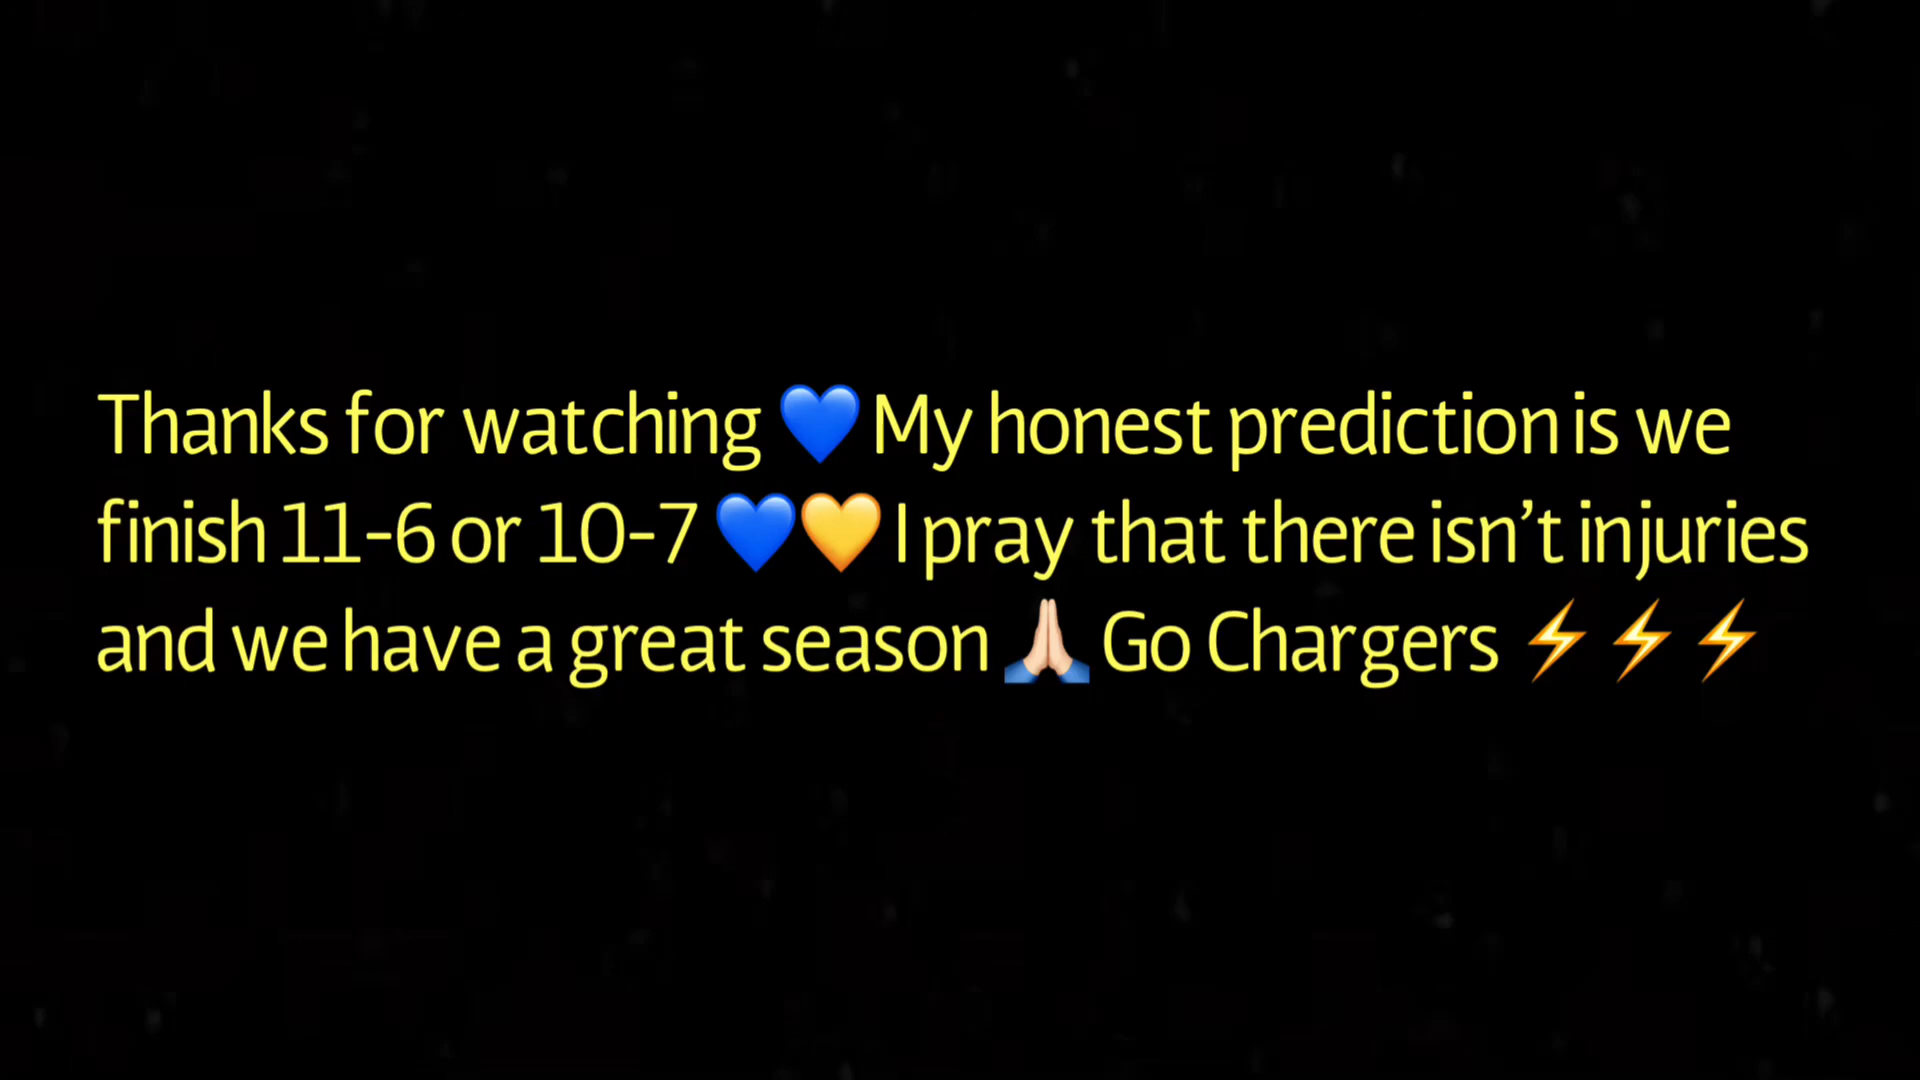 Thanks for watching 💙 My honest prediction is we
finish 11-6 or 10-7 💙💛 I pray that there isn’t injuries
and we have a great season 🙏🏻 Go Chargers ⚡⚡⚡